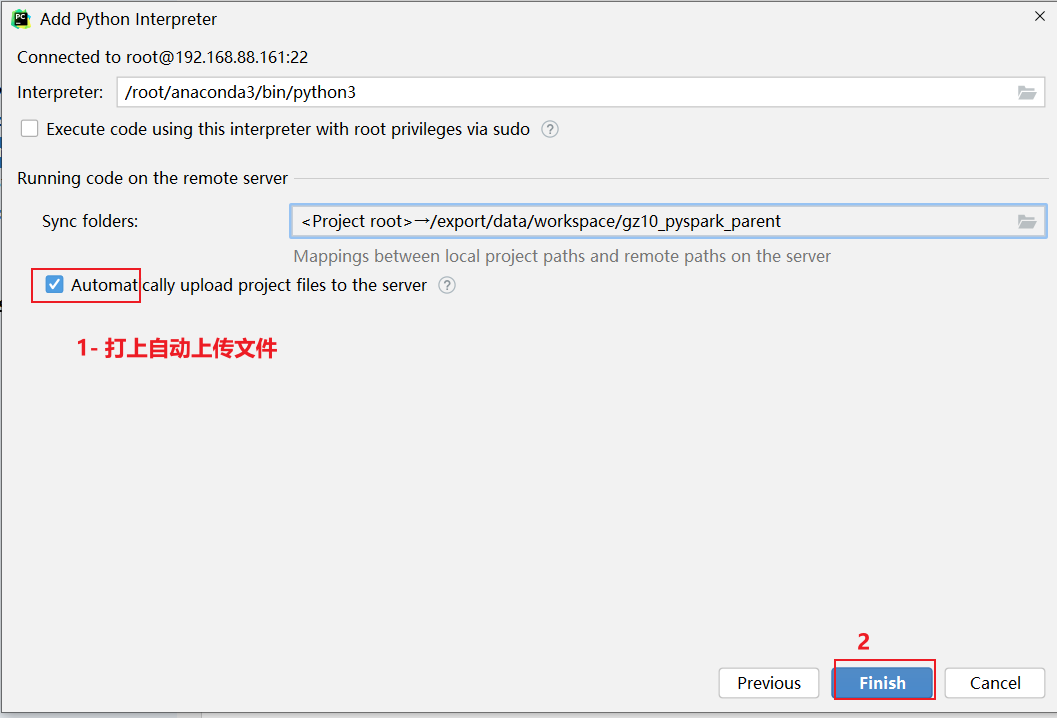 PC Add Python Interpreter
Connected to root@192.168.88.161:22
Interpreter: /root/anaconda3/bin/python3
Execute code using this interpreter with root privileges via sudo ?
Running code on the remote server
Sync folders: <Project root>→/export/data/workspace/gz10_pyspark_parent
Mappings between local project paths and remote paths on the server
Automatically upload project files to the server ?
1- 打上自动上传文件
2
Previous Finish Cancel